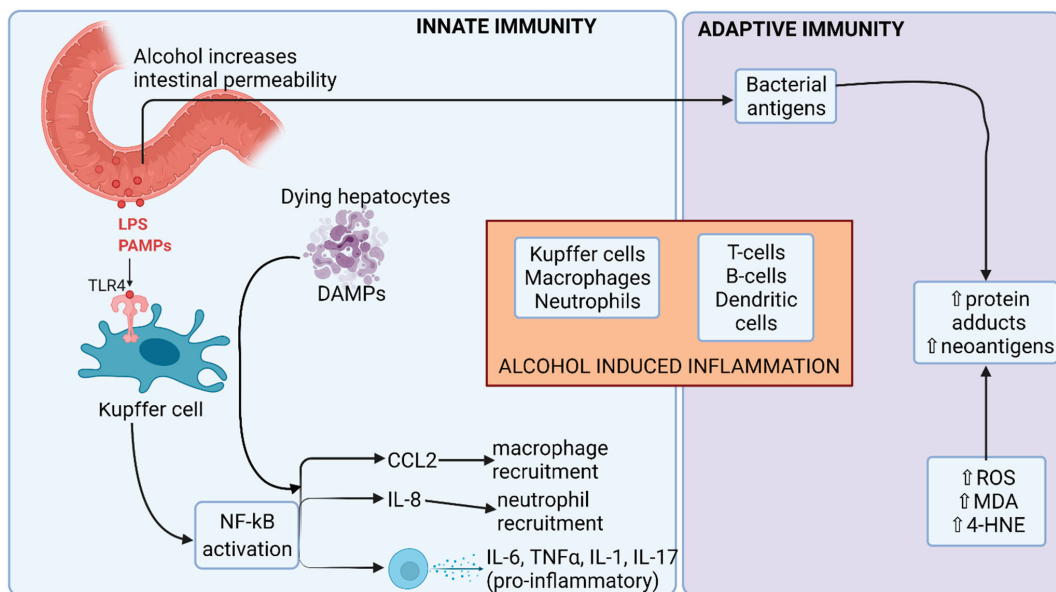 INNATE IMMUNITY
Alcohol increases
intestinal permeability
LPS
PAMPs
TLR4
Kupffer cell
Dying hepatocytes
DAMPs
NF-kB
activation
CCL2
macrophage
recruitment
IL-8
neutrophil
recruitment
IL-6, TNFα, IL-1, IL-17
(pro-inflammatory)
Kupffer cells
Macrophages
Neutrophils
T-cells
B-cells
Dendritic
cells
ALCOHOL INDUCED INFLAMMATION
ADAPTIVE IMMUNITY
Bacterial
antigens
⇧protein
adducts
⇧neoantigens
⇧ROS
⇧MDA
⇧4-HNE